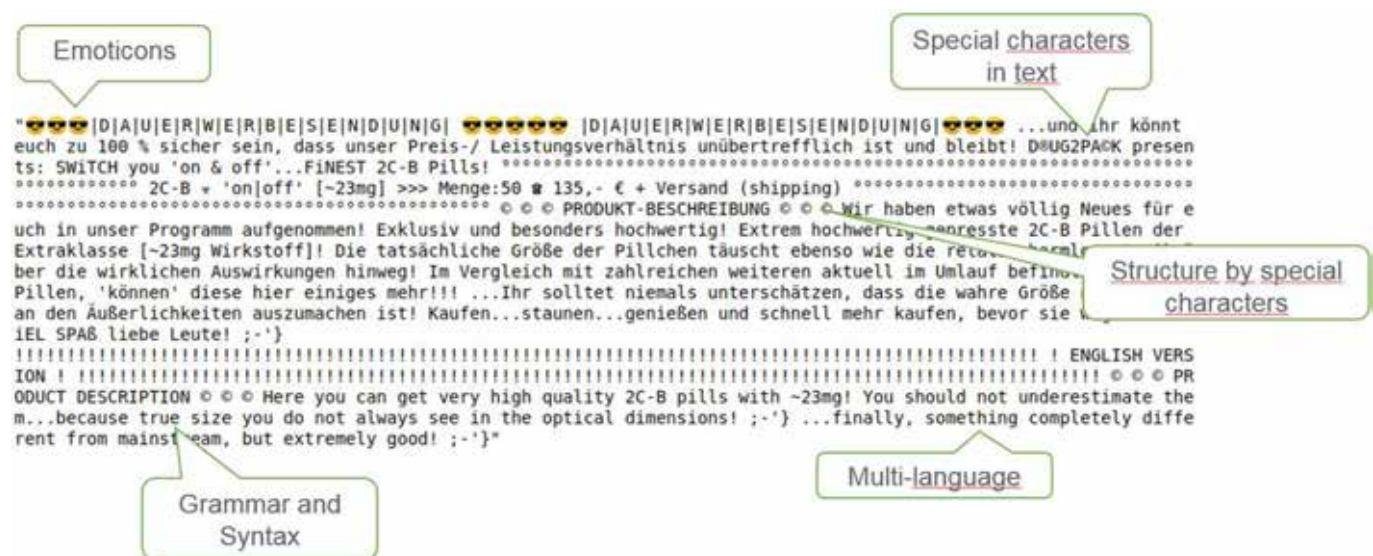 Emoticons
Special characters
in text
"😎😎😎|D|A|U|E|R|W|E|R|B|E|S|E|N|D|U|N|G| 😎😎😎😎😎 |D|A|U|E|R|W|E|R|B|E|S|E|N|D|U|N|G|😎😎😎 ...und ihr könnt
euch zu 100 % sicher sein, dass unser Preis-/ Leistungsverhältnis unübertrefflich ist und bleibt! D®UG2PA©K presen
ts: SWiTCH you 'on & off'...FiNEST 2C-B Pills! °°°°°°°°°°°°°°°°°°°°°°°°°°°°°°°°°°°°°°°°°°°°°°°°°°°°°°°°°°°°°°°°°°°
°°°°°°°°°°°° 2C-B 'on|off' [~23mg] >>> Menge:50 ☎ 135,- € + Versand (shipping) °°°°°°°°°°°°°°°°°°°°°°°°°°°°°°°°°
°°°°°°°°°°°°°°°°°°°°°°°°°°°°°°°°°°°°°°°°°°°°°° © © © PRODUKT-BESCHREIBUNG © © © Wir haben etwas völlig Neues für e
uch in unser Programm aufgenommen! Exklusiv und besonders hochwertig! Extrem hochwertig gepresste 2C-B Pillen der
Extraklasse [~23mg Wirkstoff]! Die tatsächliche Größe der Pillchen täuscht ebenso wie die
ber die wirklichen Auswirkungen hinweg! Im Vergleich mit zahlreichen weiteren aktuell im Umlauf
Pillen, 'können' diese hier einiges mehr!!! ...Ihr solltet niemals unterschätzen, dass die wahre Größe
an den Äußerlichkeiten auszumachen ist! Kaufen...staunen...genießen und schnell mehr kaufen, bevor sie
iEL SPAß liebe Leute! ;-'}
Structure by special
characters
!!!!!!!!!!!!!!!!!!!!!!!!!!!!!!!!!!!!!!!!!!!!!!!!!!!!!!!!!!!!!!!!!!!!!!!!!!!!!!!!!!!!!!!!!!!!!!!!!!!! ! ENGLISH VERS
ION ! !!!!!!!!!!!!!!!!!!!!!!!!!!!!!!!!!!!!!!!!!!!!!!!!!!!!!!!!!!!!!!!!!!!!!!!!!!!!!!!!!!!!!!!!!!!!!!!!!!!! © © © PR
ODUCT DESCRIPTION © © © Here you can get very high quality 2C-B pills with ~23mg! You should not underestimate the
m...because true size you do not always see in the optical dimensions! ;-'} ...finally, something completely diffe
rent from mainstream, but extremely good! ;-'}"
Multi-language
Grammar and
Syntax